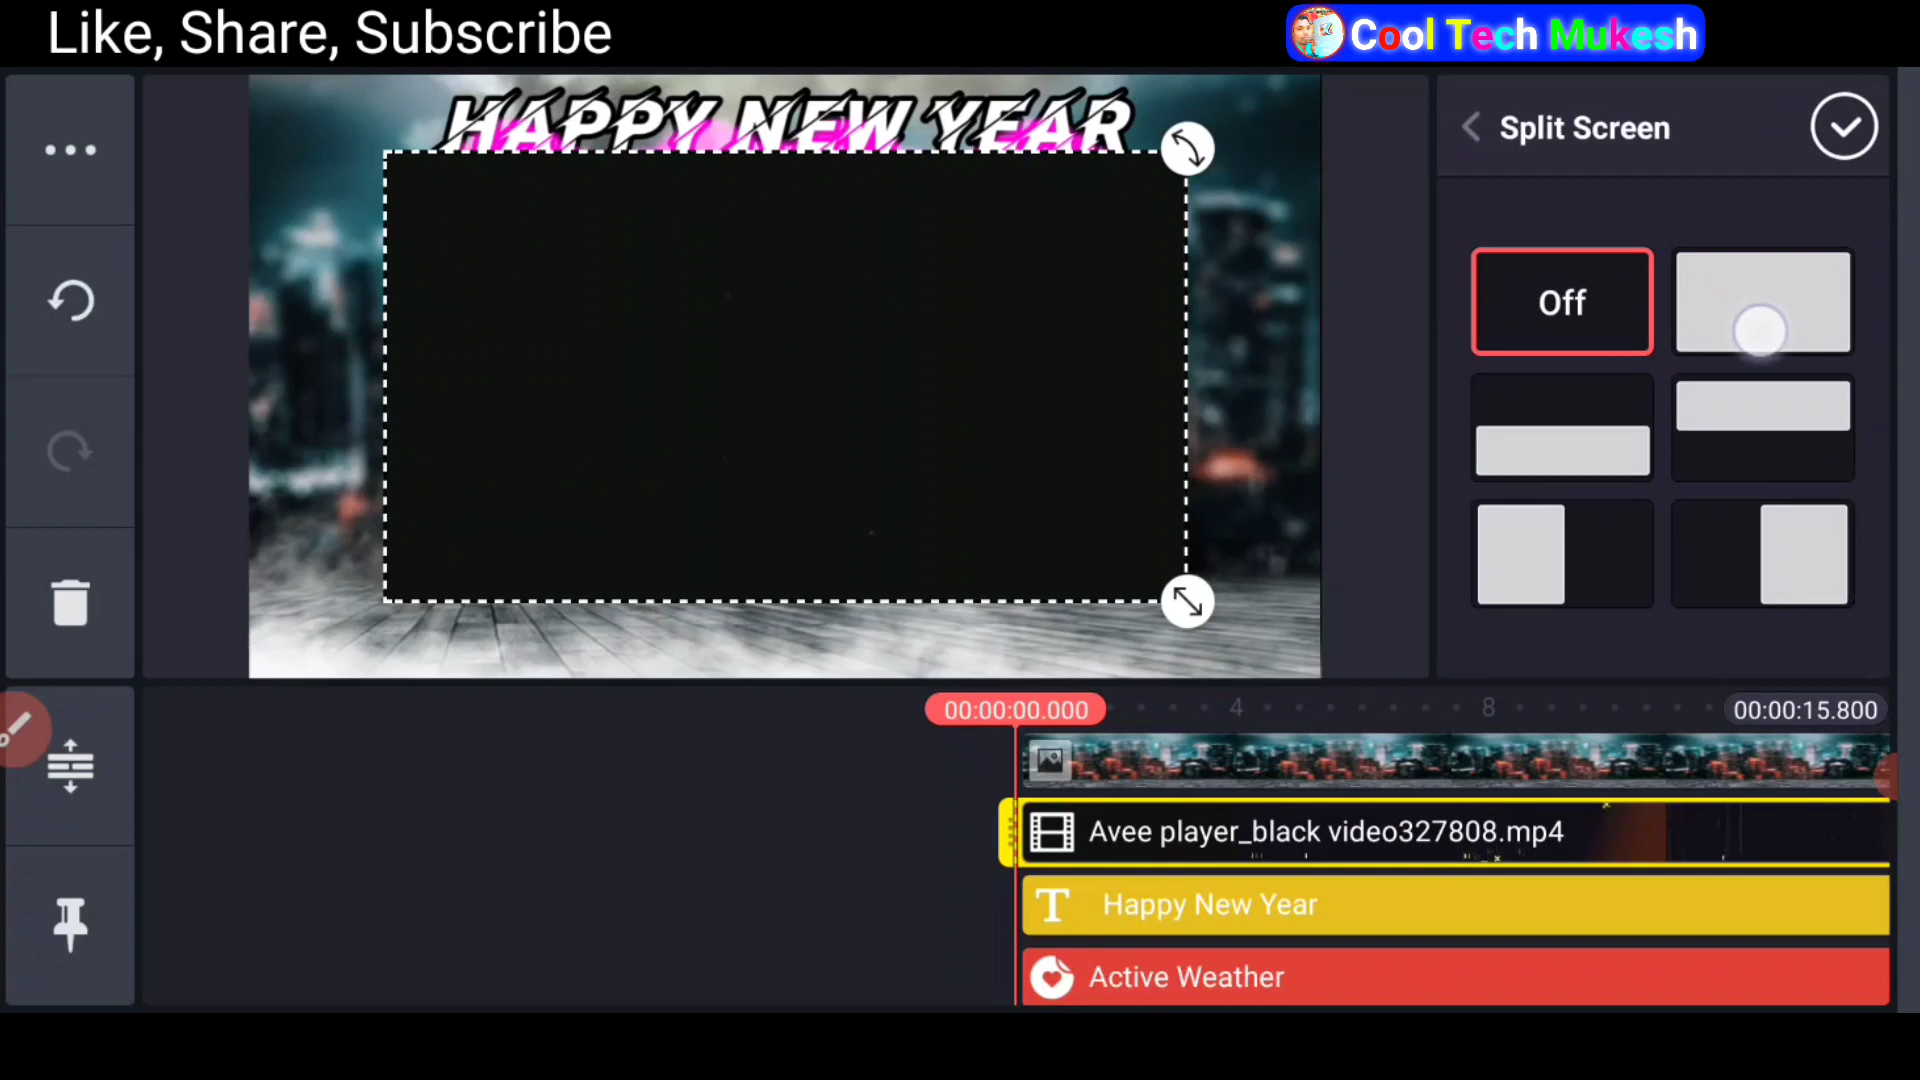 Like, Share, Subscribe
Cool Tech Mukesh
HAPPY NEW YEAR
Split Screen
Off
00:00:00.000
4
8
00:00:15.800
Avee player_black video327808.mp4
T Happy New Year
Active Weather